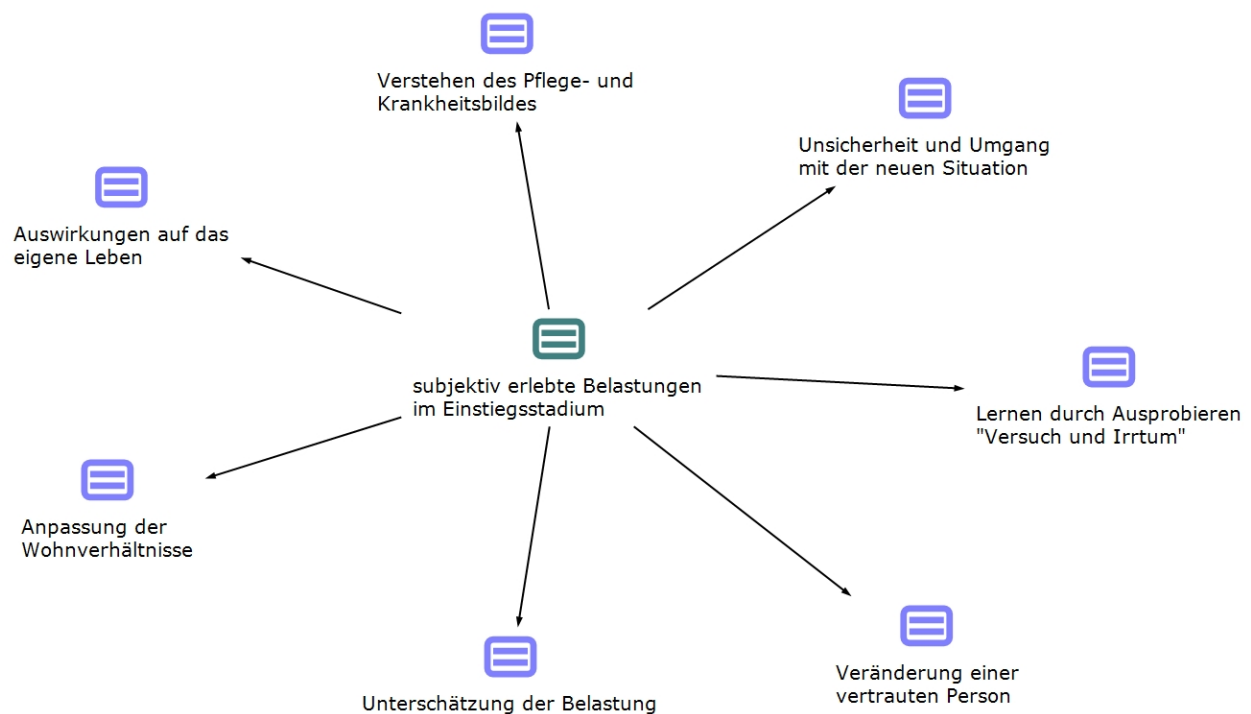 Verstehen des Pflege- und
Krankheitsbildes
Unsicherheit und Umgang
mit der neuen Situation
Auswirkungen auf das
eigene Leben
subjektiv erlebte Belastungen
im Einstiegsstadium
Lernen durch Ausprobieren
"Versuch und Irrtum"
Anpassung der
Wohnverhältnisse
Veränderung einer
vertrauten Person
Unterschätzung der Belastung